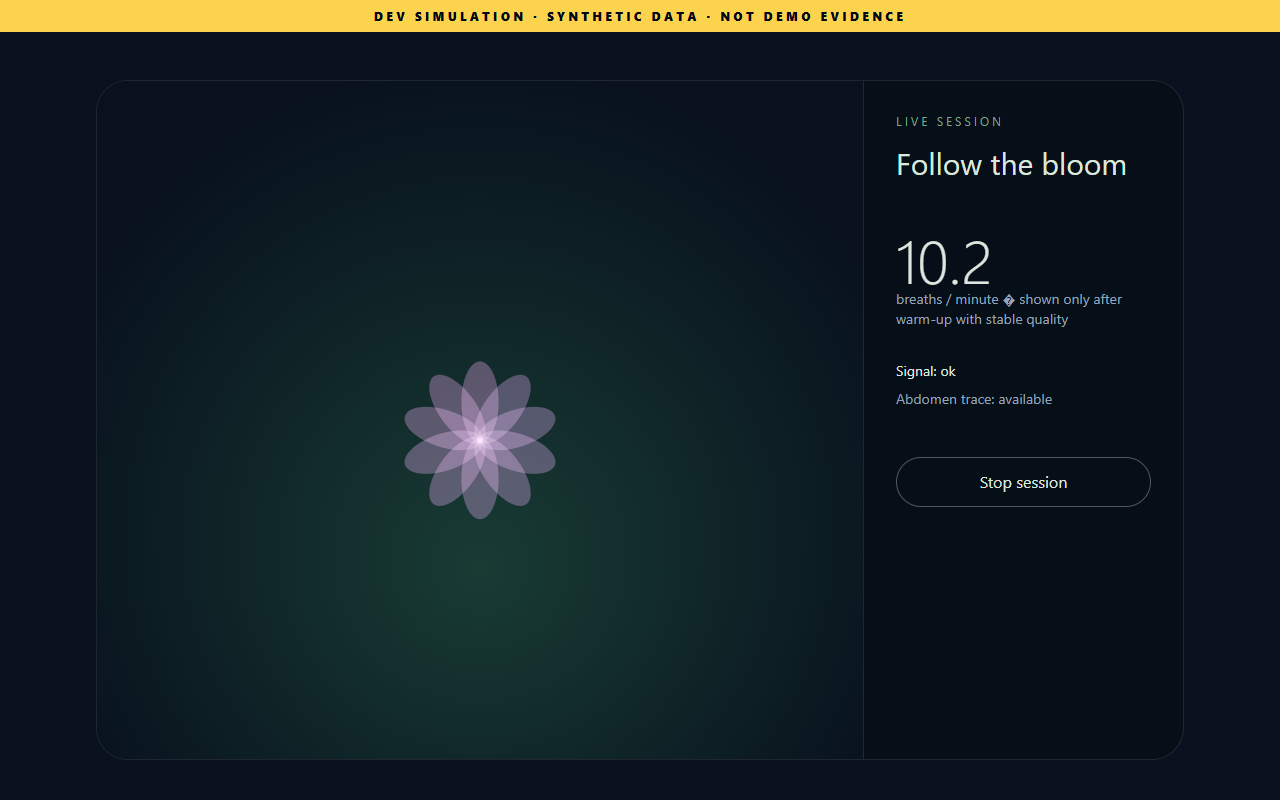 DEV SIMULATION · SYNTHETIC DATA · NOT DEMO EVIDENCE
LIVE SESSION
Follow the bloom
10.2
breaths / minute � shown only after
warm-up with stable quality
Signal: ok
Abdomen trace: available
Stop session